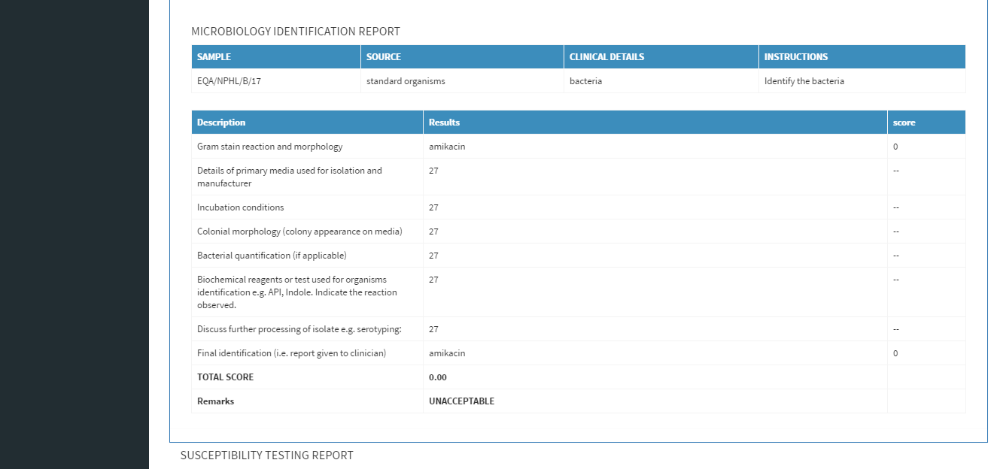 MICROBIOLOGY IDENTIFICATION REPORT
SAMPLE SOURCE CLINICAL DETAILS INSTRUCTIONS
EQA/NPHL/B/17 standard organisms bacteria Identify the bacteria
Description Results score
Gram stain reaction and morphology amikacin 0
Details of primary media used for isolation and 27 --
manufacturer
Incubation conditions 27 --
Colonial morphology (colony appearance on media) 27 --
Bacterial quantification (if applicable) 27 --
Biochemical reagents or test used for organisms 27 --
identification e.g. API, Indole. Indicate the reaction
observed.
Discuss further processing of isolate e.g. serotyping: 27 --
Final identification (i.e. report given to clinician) amikacin 0
TOTAL SCORE 0.00
Remarks UNACCEPTABLE
SUSCEPTIBILITY TESTING REPORT